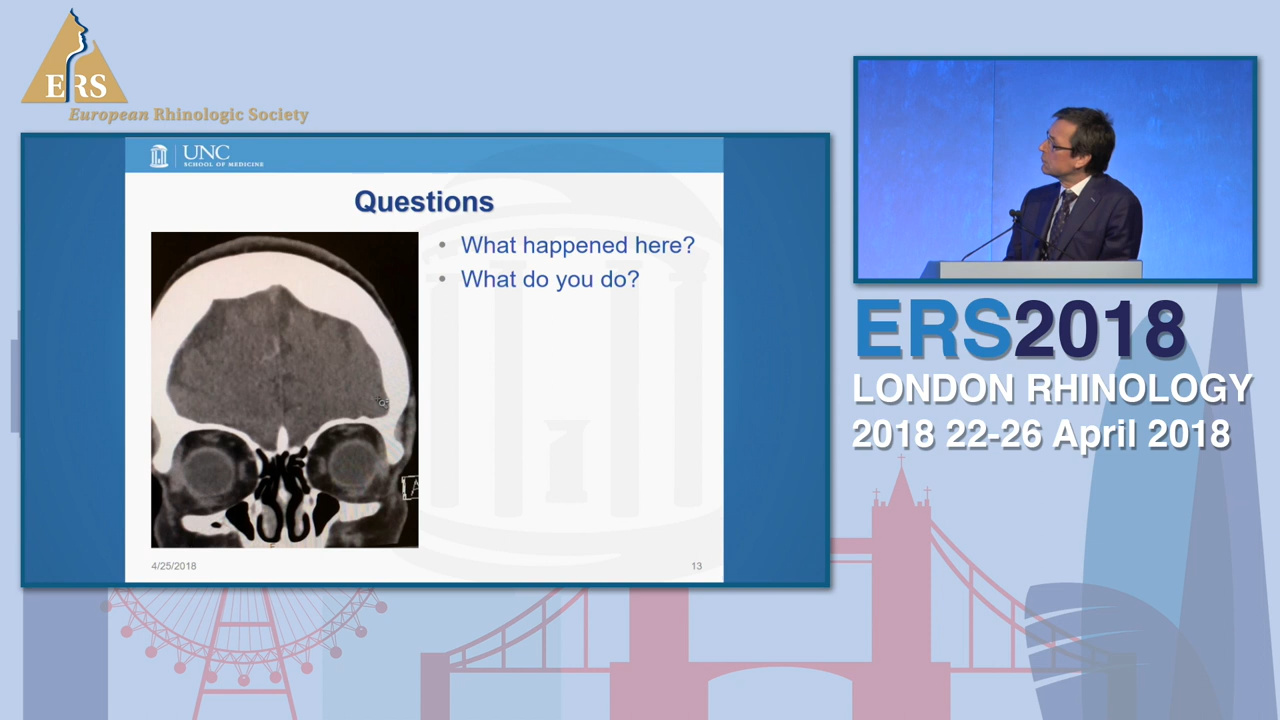 ERS
European Rhinologic Society
UNC
SCHOOL OF MEDICINE
Questions
• What happened here?
• What do you do?
4/25/2018
13
ERS2018
LONDON RHINOLOGY
2018 22-26 April 2018